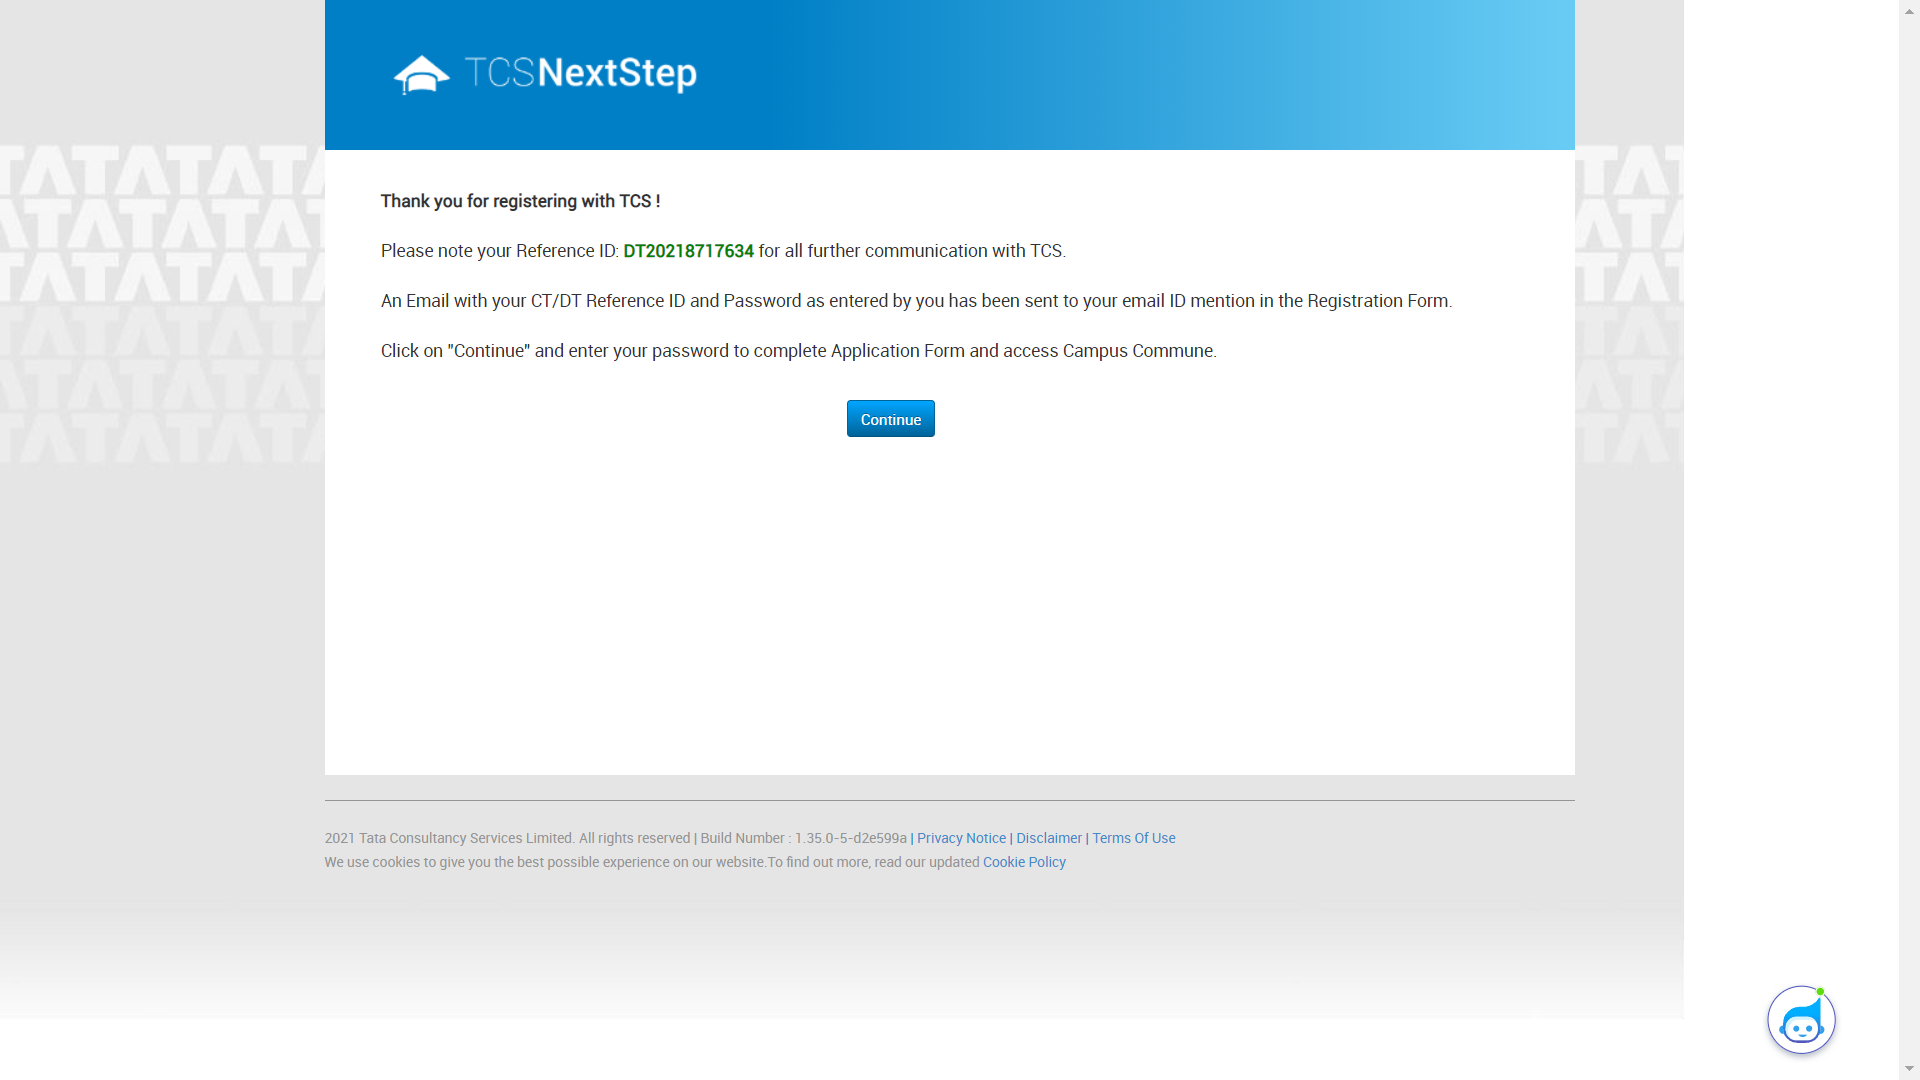 TCSNextStep
Thank you for registering with TCS !
Please note your Reference ID: DT20218717634 for all further communication with TCS.
An Email with your CT/DT Reference ID and Password as entered by you has been sent to your email ID mention in the Registration Form.
Click on "Continue" and enter your password to complete Application Form and access Campus Commune.
Continue
2021 Tata Consultancy Services Limited. All rights reserved | Build Number : 1.35.0-5-d2e599a | Privacy Notice | Disclaimer | Terms Of Use
We use cookies to give you the best possible experience on our website.To find out more, read our updated Cookie Policy